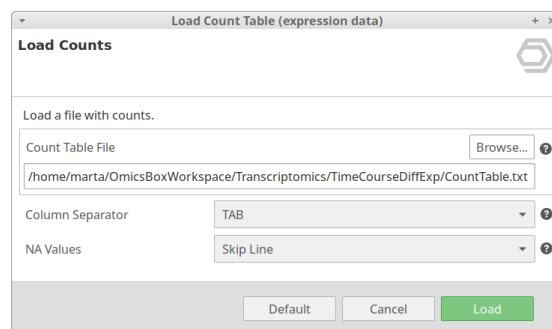 Load Count Table (expression data)
Load Counts
Load a file with counts.
Count Table File
Browse...
/home/marta/OmicsBoxWorkspace/Transcriptomics/TimeCourseDiffExp/CountTable.txt
Column Separator TAB
NA Values Skip Line
Default Cancel Load